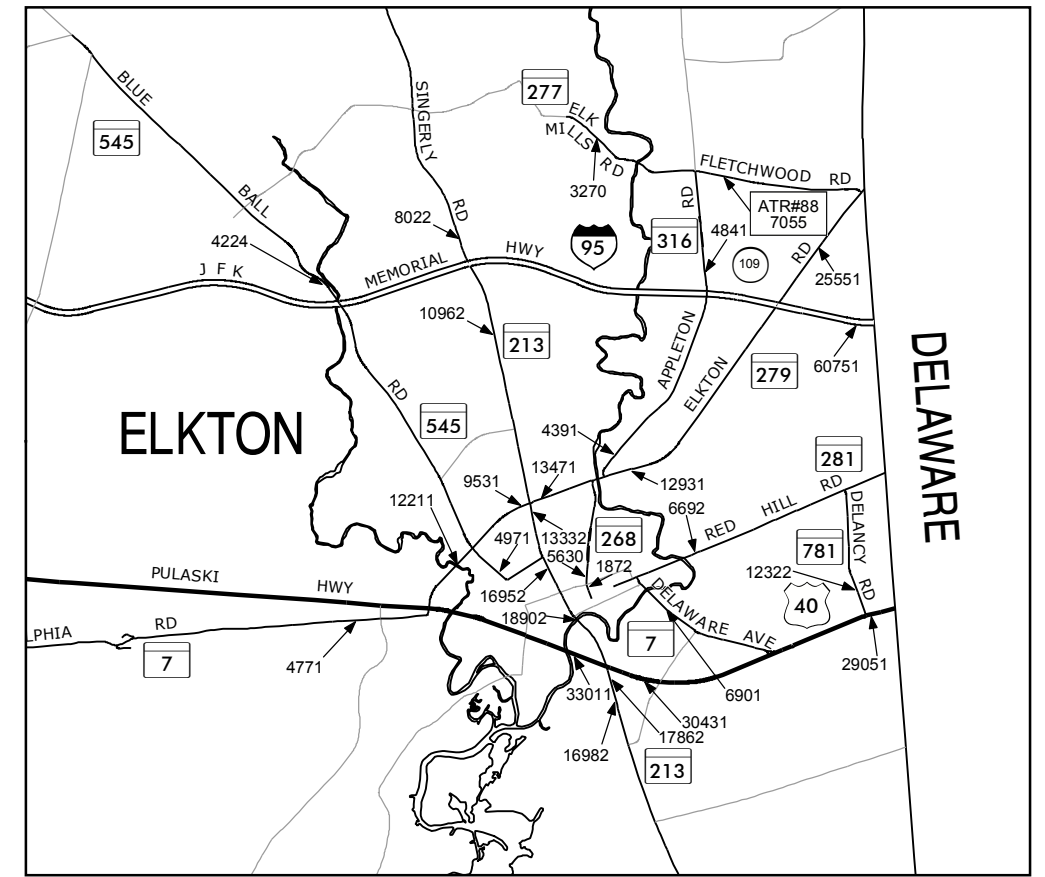 277
ELK
MILLS
RD
BLUE
SINGERLY
545
FLETCHWOOD RD
3270
BALL
RD
RD
ATR#88
7055
8022
4841
4224
95
316
109
RD
HWY
25551
J F K
MEMORIAL
10962
213
APPLETON
60751
279
ELKTON
DELAWARE
RD
ELKTON
545
4391
281
13471
9531
12931
RD
12211
6692
HILL
RED
DELANCY
4971
13332
268
781
5630
1872
12322
PULASKI
HWY
16952
RD
40
DELAWARE AVE
18902
LPHIA
RD
7
7
4771
29051
33011
6901
30431
17862
16982
213